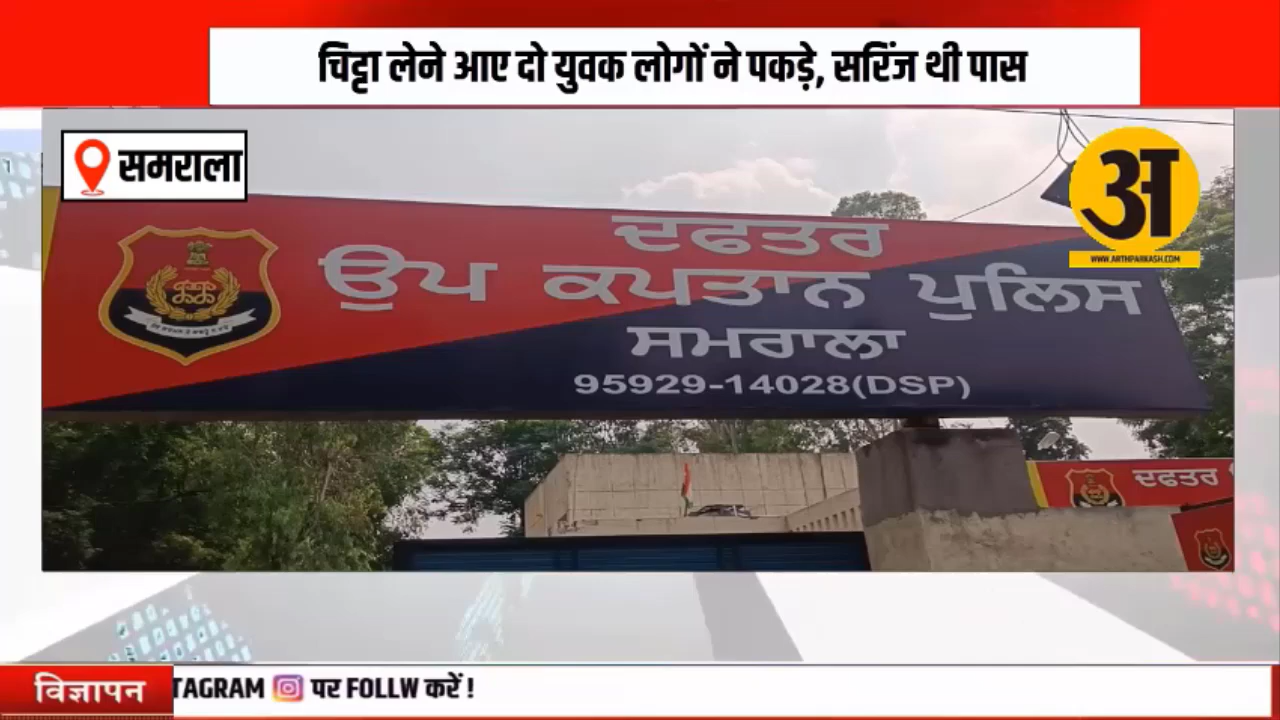 चिट्टा लेने आए दो युवक लोगों ने पकड़े, सरिंज थी पास
समराला
अ
WWW.ARTHPARKASH.COM
ਦਫਤਰ
ਉਪ ਕਪਤਾਨ ਪੁਲਿਸ
ਸਮਰਾਲਾ
95929-14028(DSP)
ਦਫਤਰ
विज्ञापन
TAGRAM पर FOLLW करें !